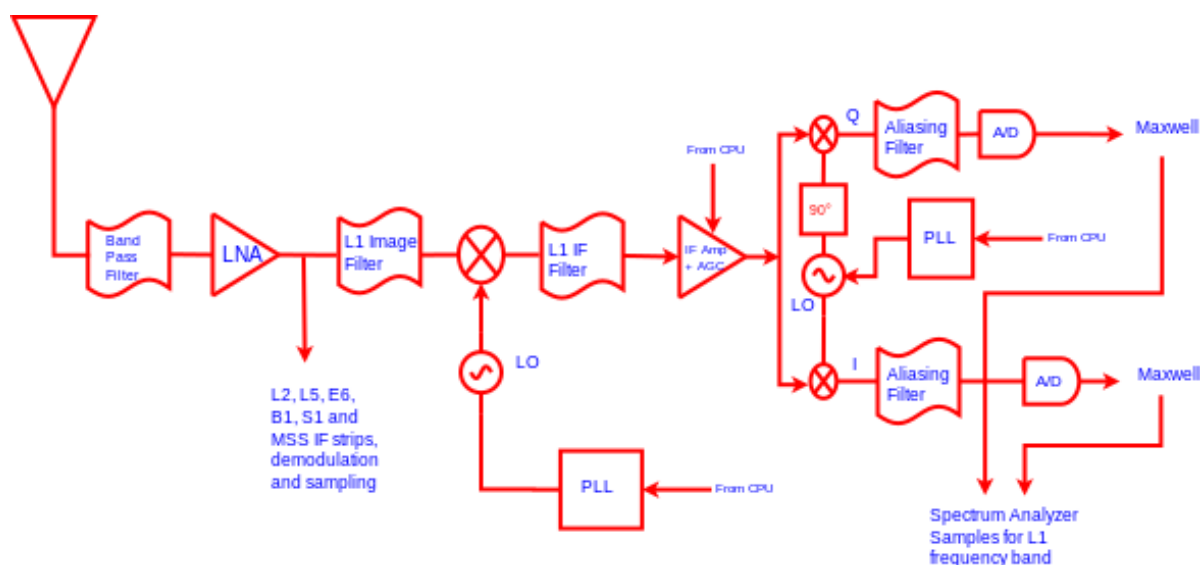 Band
Pass
Filter
LNA
L2, L5, E6,
B1, S1 and
MSS IF strips,
demodulation
and sampling
L1 Image
Filter
LO
PLL
From CPU
L1 IF
Filter
From CPU
IF Amp
+ AGC
Q
Aliasing
Filter
A/D
Maxwell
90°
PLL
From CPU
LO
I
Aliasing
Filter
A/D
Maxwell
Spectrum Analyzer
Samples for L1
frequency band